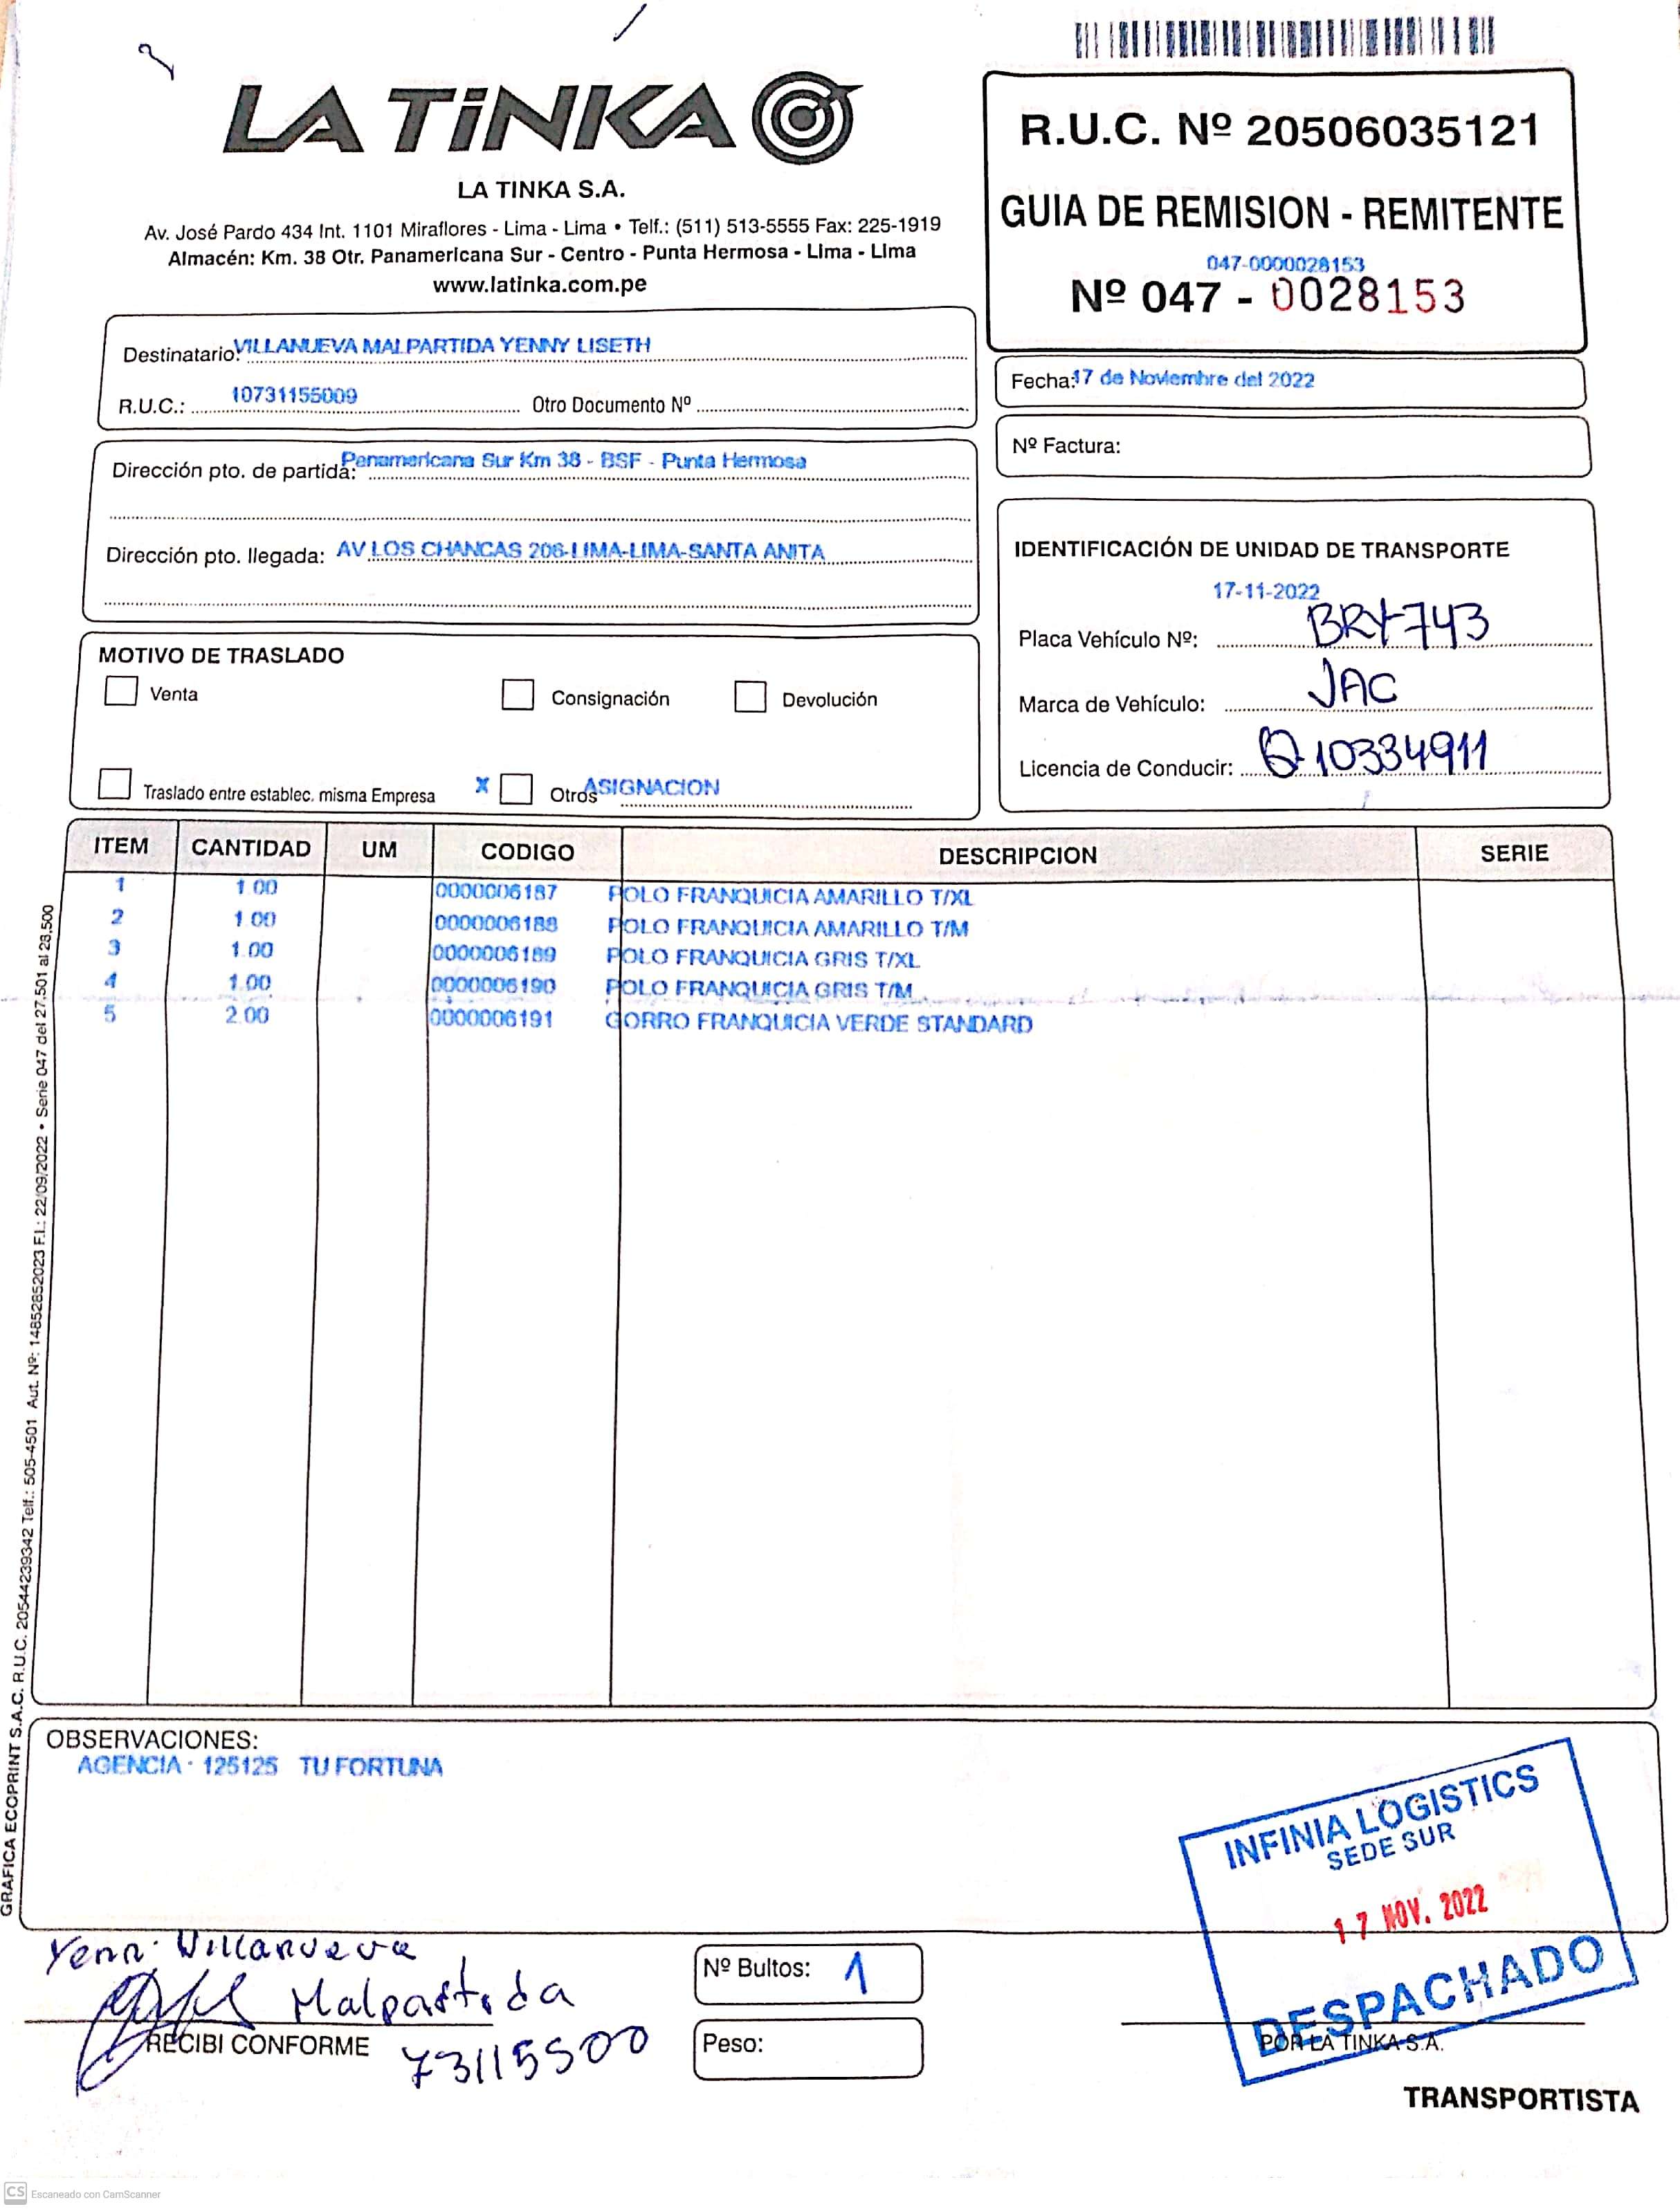 LA TiNKA
LA TINKA S.A.
Av. José Pardo 434 Int. 1101 Miraflores - Lima - Lima • Telf.: (511) 513-5555 Fax: 225-1919
Almacén: Km. 38 Otr. Panamericana Sur - Centro - Punta Hermosa - Lima - Lima
www.latinka.com.pe
R.U.C. Nº 20506035121
GUIA DE REMISION - REMITENTE
047-0000028153
Nº 047 - 0028153
Destinatario: VILLANUEVA MALPARTIDA YENNY LISETH
R.U.C.: 10731155009 Otro Documento Nº
Fecha: 17 de Noviembre del 2022
Nº Factura:
Dirección pto. de partida: Panamericana Sur Km 38 - BSF - Punta Hermosa
Dirección pto. llegada: AV LOS CHANCAS 206-LIMA-LIMA-SANTA ANITA
IDENTIFICACIÓN DE UNIDAD DE TRANSPORTE
17-11-2022
Placa Vehículo Nº: BRY-743
Marca de Vehículo: JAC
Licencia de Conducir: Q10334911
MOTIVO DE TRASLADO
Venta Consignación Devolución
Traslado entre establec. misma Empresa X Otros ASIGNACION
ITEM CANTIDAD UM CODIGO DESCRIPCION SERIE
1 1.00 0000006187 POLO FRANQUICIA AMARILLO T/XL
2 1.00 0000006188 POLO FRANQUICIA AMARILLO T/M
3 1.00 0000006189 POLO FRANQUICIA GRIS T/XL
4 1.00 0000006190 POLO FRANQUICIA GRIS T/M
5 2.00 0000006191 GORRO FRANQUICIA VERDE STANDARD
GRAFICA ECOPRINT S.A.C. R.U.C. 20544239342 Telf.: 505-4501 Aut. Nº: 14852852023 F.I.: 22/09/2022 • Serie 047 del 27.501 al 28.500
OBSERVACIONES:
AGENCIA - 125125 TU FORTUNA
INFINIA LOGISTICS
SEDE SUR
17 NOV. 2022
DESPACHADO
Villanueva
Malpartida
RECIBI CONFORME
73115500
Nº Bultos: 1
Peso:
POR LA TINKA S.A.
TRANSPORTISTA
CS Escaneado con CamScanner